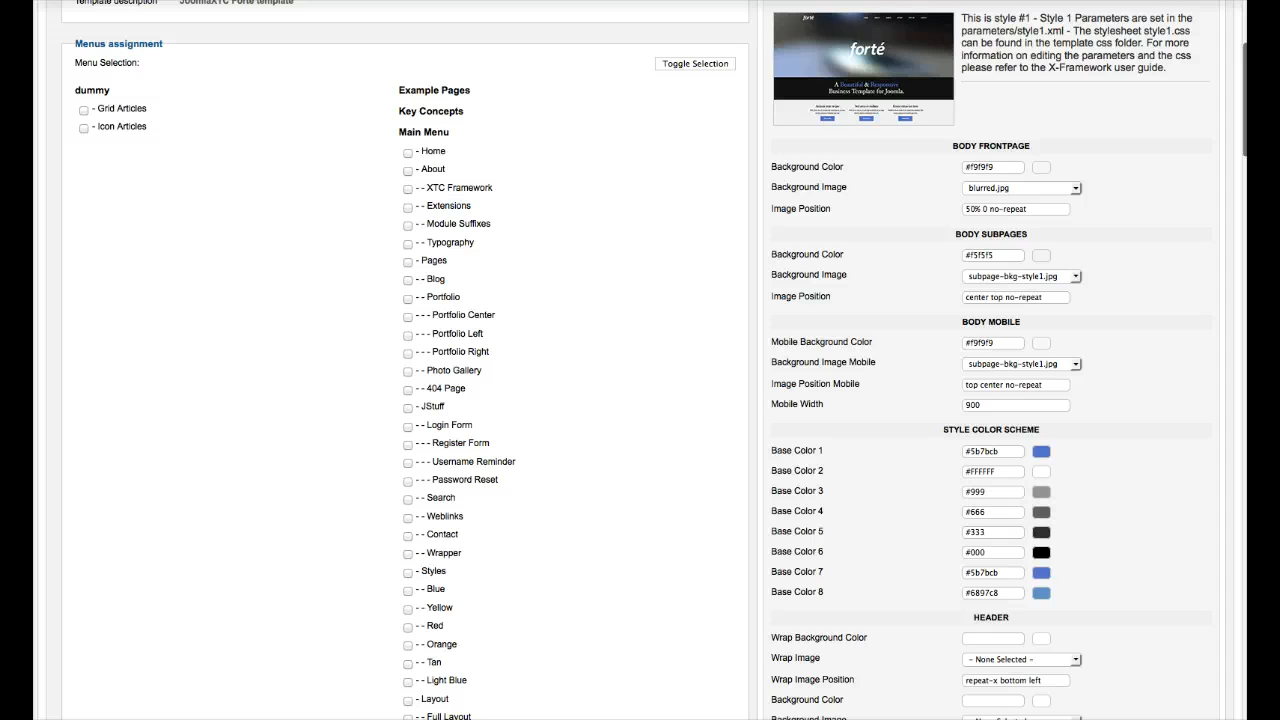 Template description
JoomlaXTC Forte template
Menus assignment
Menu Selection:
Toggle Selection
dummy
- Grid Articles
- Icon Articles
Example Pages
Key Concepts
Main Menu
- Home
- About
- - XTC Framework
- - Extensions
- - Module Suffixes
- - Typography
- Pages
- - Blog
- - Portfolio
- - - Portfolio Center
- - - Portfolio Left
- - - Portfolio Right
- - Photo Gallery
- - 404 Page
- JStuff
- - Login Form
- - - Register Form
- - - Username Reminder
- - - Password Reset
- - Search
- - Weblinks
- - Contact
- - Wrapper
- Styles
- - Blue
- - Yellow
- - Red
- - Orange
- - Tan
- - Light Blue
- Layout
- - Full Layout
forté
forté
A Beautiful & Responsive
Business Template for Joomla.
This is style #1 - Style 1 Parameters are set in the
parameters/style1.xml - The stylesheet style1.css
can be found in the template css folder. For more
information on editing the parameters and the css
please refer to the X-Framework user guide.
BODY FRONTPAGE
Background Color #f9f9f9
Background Image blurred.jpg
Image Position 50% 0 no-repeat
BODY SUBPAGES
Background Color #f5f5f5
Background Image subpage-bkg-style1.jpg
Image Position center top no-repeat
BODY MOBILE
Mobile Background Color #f9f9f9
Background Image Mobile subpage-bkg-style1.jpg
Image Position Mobile top center no-repeat
Mobile Width 900
STYLE COLOR SCHEME
Base Color 1 #5b7bcb
Base Color 2 #FFFFFF
Base Color 3 #999
Base Color 4 #666
Base Color 5 #333
Base Color 6 #000
Base Color 7 #5b7bcb
Base Color 8 #6897c8
HEADER
Wrap Background Color
Wrap Image - None Selected -
Wrap Image Position repeat-x bottom left
Background Color
Background Image - None Selected -